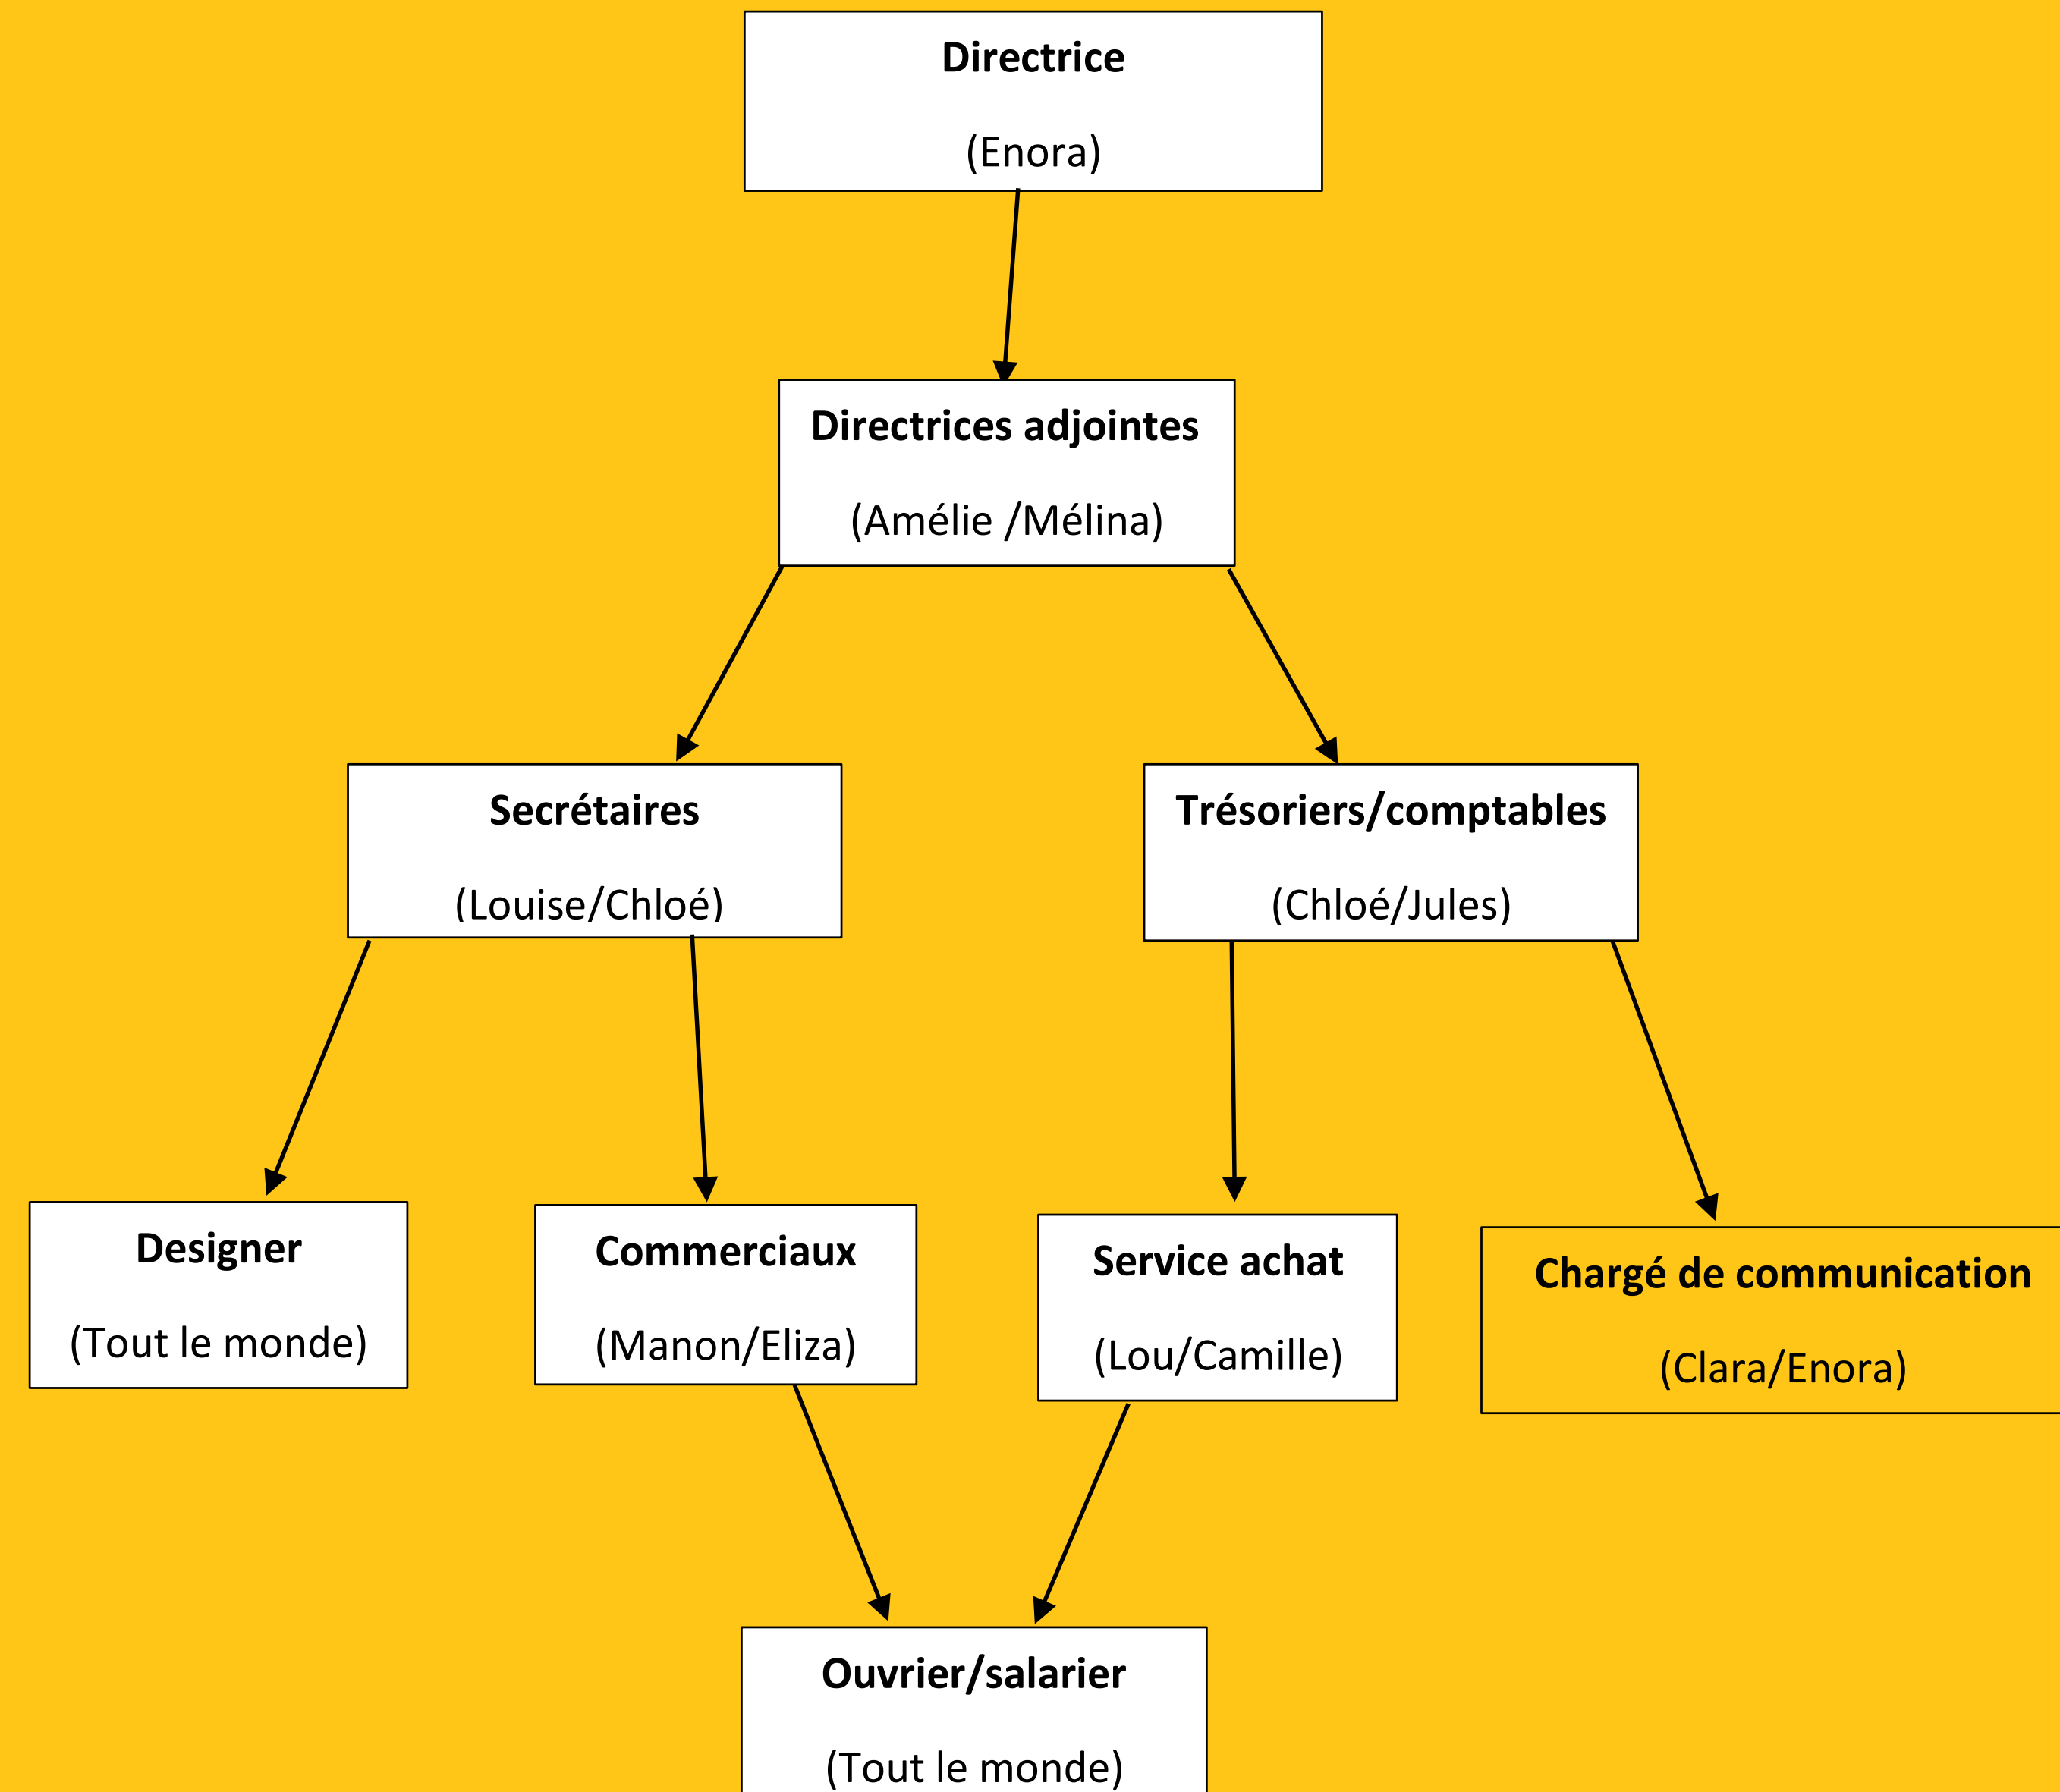 Directrice
(Enora)
Directrices adjointes
(Amélie /Mélina)
Secrétaires
(Louise/Chloé)
Trésoriers/comptables
(Chloé/Jules)
Designer
(Tout le monde)
Commerciaux
(Manon/Eliza)
Service achat
(Lou/Camille)
Chargé de communication
(Clara/Enora)
Ouvrier/salarier
(Tout le monde)